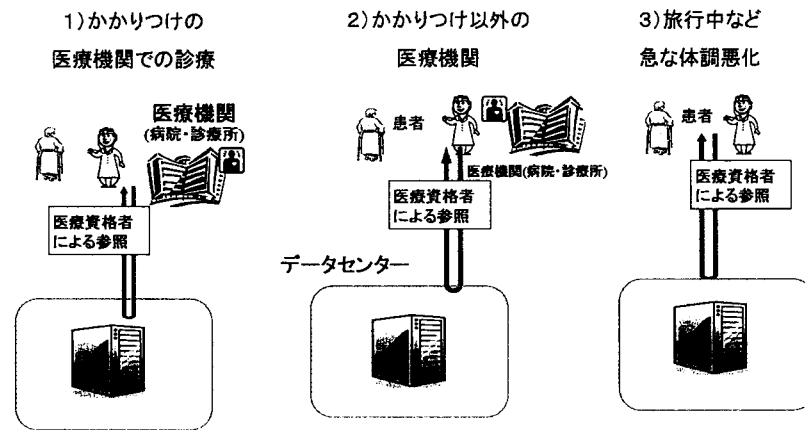 1)かかりつけの
医療機関での診療
医療機関
(病院・診療所)
医療資格者
による参照
2)かかりつけ以外の
医療機関
患者
医療機関(病院・診療所)
医療資格者
による参照
データセンター
3)旅行中など
急な体調悪化
患者
医療資格者
による参照